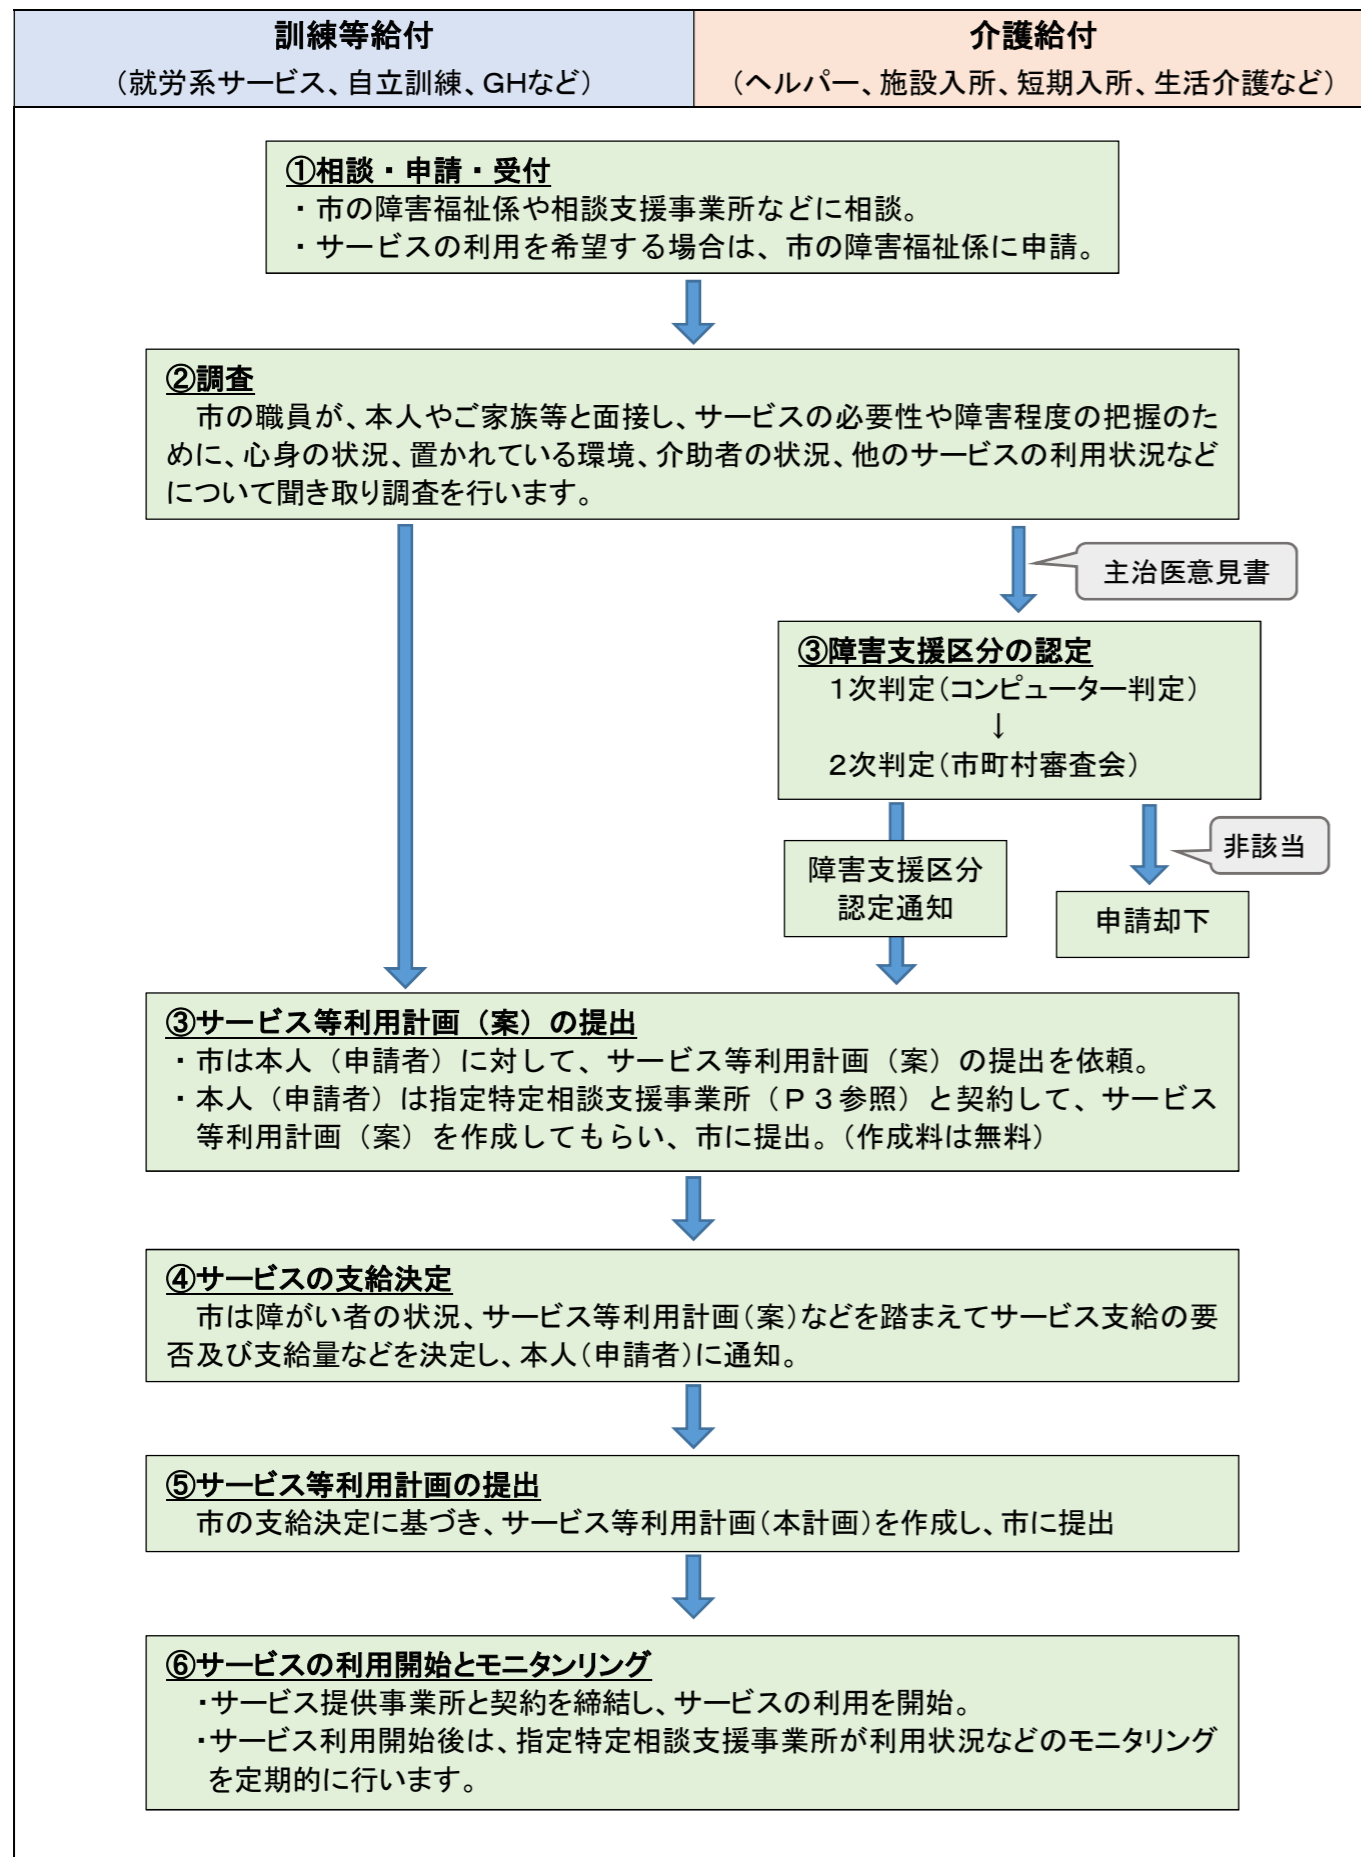 訓練等給付
（就労系サービス、自立訓練、GHなど）
介護給付
（ヘルパー、施設入所、短期入所、生活介護など）
①相談・申請・受付
・市の障害福祉係や相談支援事業所などに相談。
・サービスの利用を希望する場合は、市の障害福祉係に申請。
②調査
市の職員が、本人やご家族等と面接し、サービスの必要性や障害程度の把握のた
めに、心身の状況、置かれている環境、介助者の状況、他のサービスの利用状況など
について聞き取り調査を行います。
主治医意見書
③障害支援区分の認定
１次判定（コンピューター判定）
↓
２次判定（市町村審査会）
障害支援区分
認定通知
非該当
申請却下
③サービス等利用計画（案）の提出
・市は本人（申請者）に対して、サービス等利用計画（案）の提出を依頼。
・本人（申請者）は指定特定相談支援事業所（Ｐ３参照）と契約して、サービス
等利用計画（案）を作成してもらい、市に提出。（作成料は無料）
④サービスの支給決定
市は障がい者の状況、サービス等利用計画（案）などを踏まえてサービス支給の要
否及び支給量などを決定し、本人（申請者）に通知。
⑤サービス等利用計画の提出
市の支給決定に基づき、サービス等利用計画（本計画）を作成し、市に提出
⑥サービスの利用開始とモニタンリング
・サービス提供事業所と契約を締結し、サービスの利用を開始。
・サービス利用開始後は、指定特定相談支援事業所が利用状況などのモニタリング
を定期的に行います。